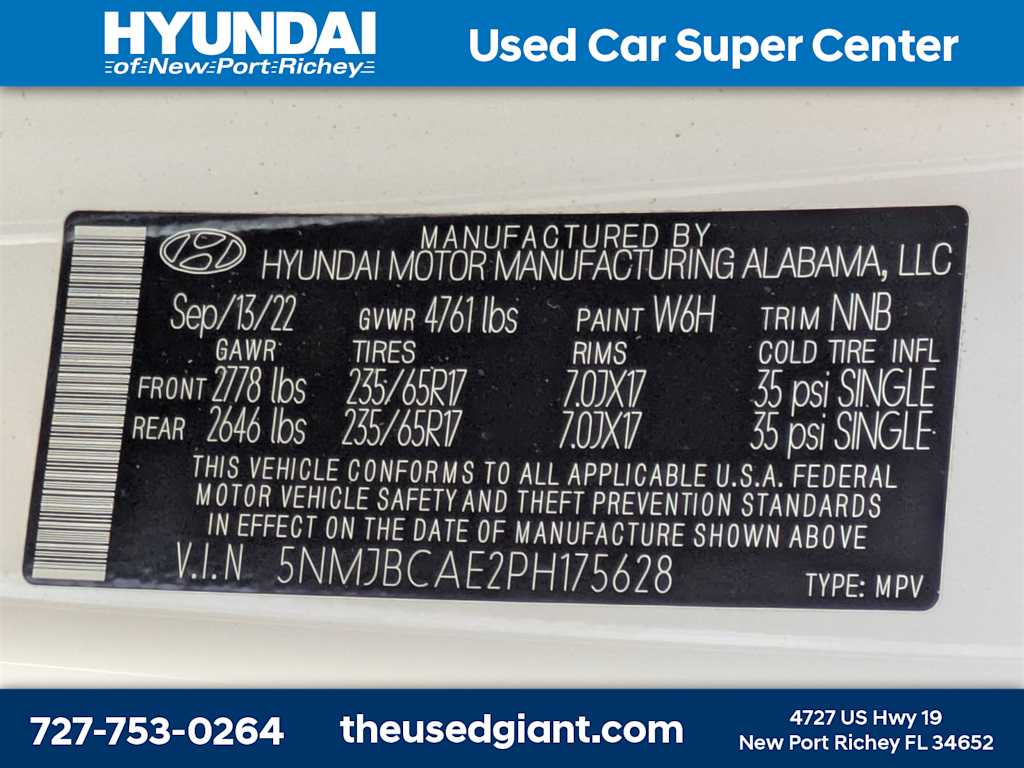 HYUNDAI
of New Port Richey
Used Car Super Center
MANUFACTURED BY
HYUNDAI MOTOR MANUFACTURING ALABAMA, LLC
Sep/13/22 GVWR 4761 lbs PAINT W6H TRIM NNB
GAWR TIRES RIMS COLD TIRE INFL
FRONT 2778 lbs 235/65R17 7.0JX17 35 psi SINGLE
REAR 2646 lbs 235/65R17 7.0JX17 35 psi SINGLE
THIS VEHICLE CONFORMS TO ALL APPLICABLE U.S.A. FEDERAL
MOTOR VEHICLE SAFETY AND THEFT PREVENTION STANDARDS
IN EFFECT ON THE DATE OF MANUFACTURE SHOWN ABOVE.
V.I.N 5NMJBCAE2PH175628
TYPE: MPV
727-753-0264
theusedgiant.com
4727 US Hwy 19
New Port Richey FL 34652